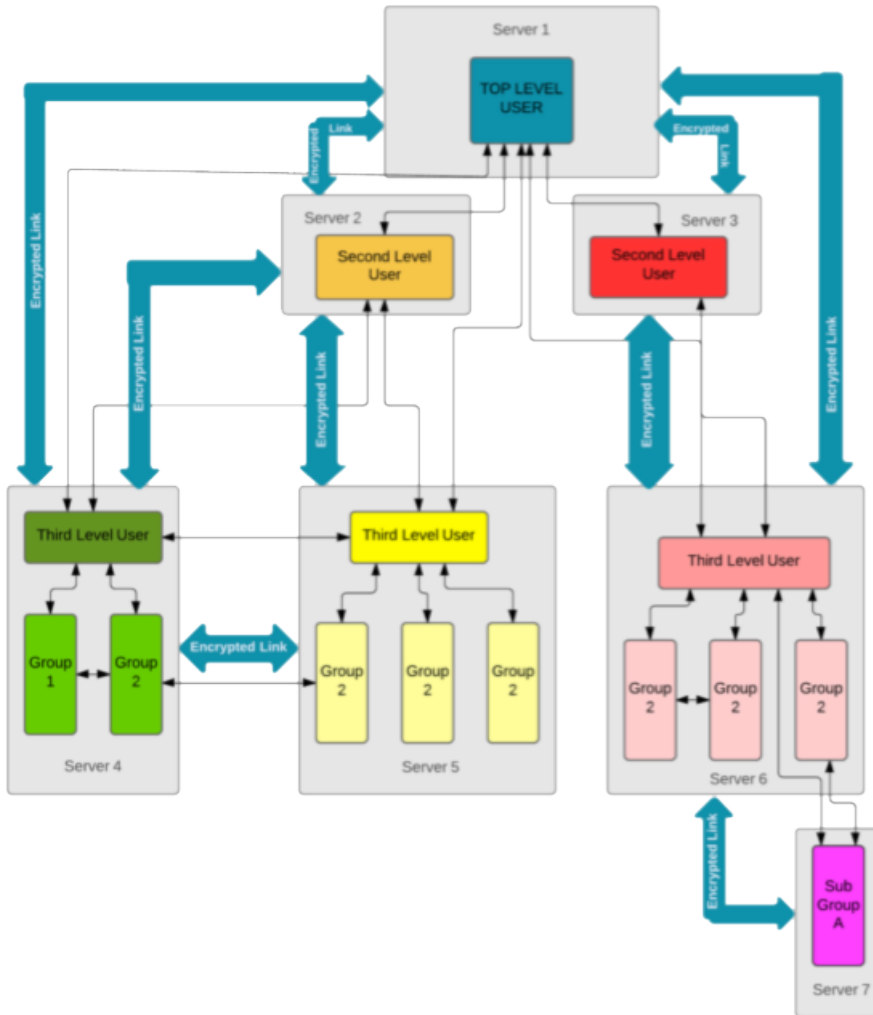 Server 1
TOP LEVEL
USER
Encrypted
Link
Encrypted
Link
Server 2
Second Level
User
Server 3
Second Level
User
Encrypted Link
Encrypted Link
Encrypted Link
Encrypted Link
Encrypted Link
Third Level User
Group
1
Group
2
Server 4
Encrypted Link
Third Level User
Group
2
Group
2
Group
2
Server 5
Third Level User
Group
2
Group
2
Group
2
Server 6
Encrypted Link
Sub
Group
A
Server 7